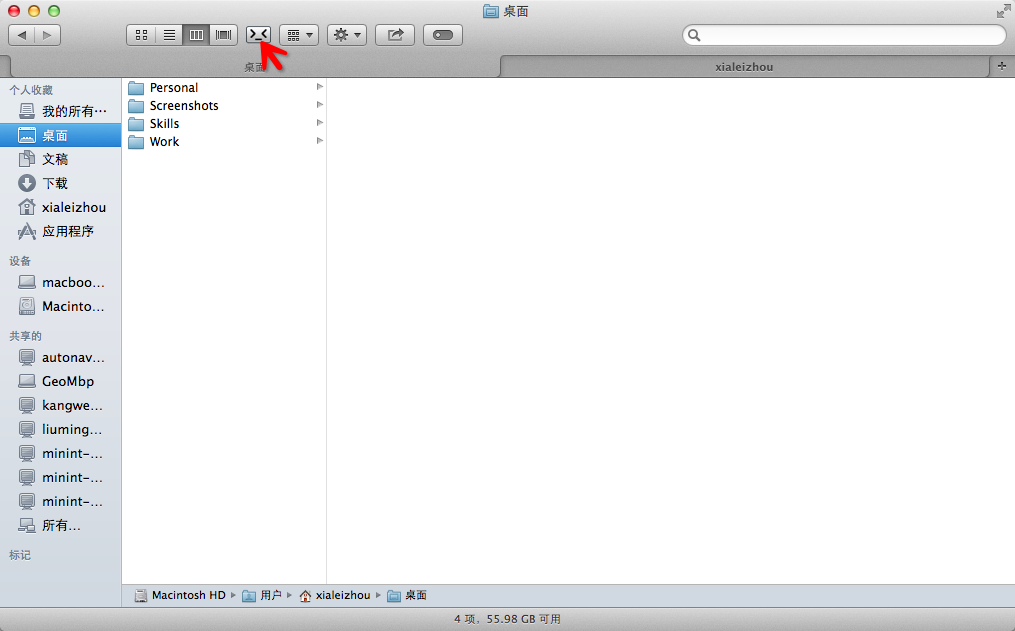 桌面
桌面
xialeizhou
个人收藏
我的所有…
桌面
文稿
下载
xialeizhou
应用程序
设备
macboo...
Macinto...
共享的
autonav...
GeoMbp
kangwe...
liuming...
minint-...
minint-...
minint-...
所有...
标记
Personal
Screenshots
Skills
Work
Macintosh HD 用户 xialeizhou 桌面
4 项，55.98 GB 可用